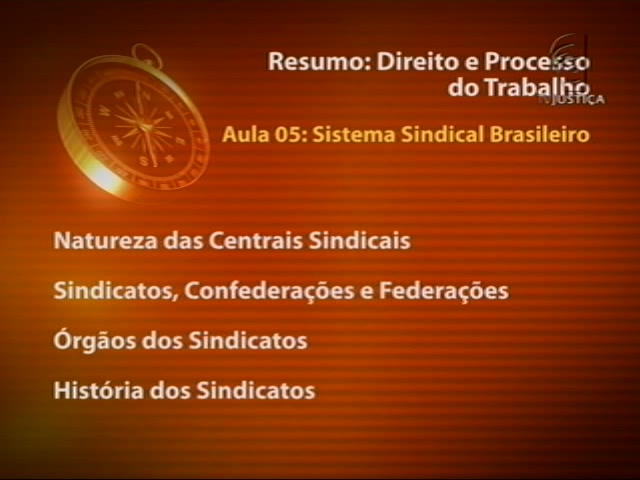 Resumo: Direito e Processo
do Trabalho
TV JUSTIÇA
Aula 05: Sistema Sindical Brasileiro
Natureza das Centrais Sindicais
Sindicatos, Confederações e Federações
Órgãos dos Sindicatos
História dos Sindicatos